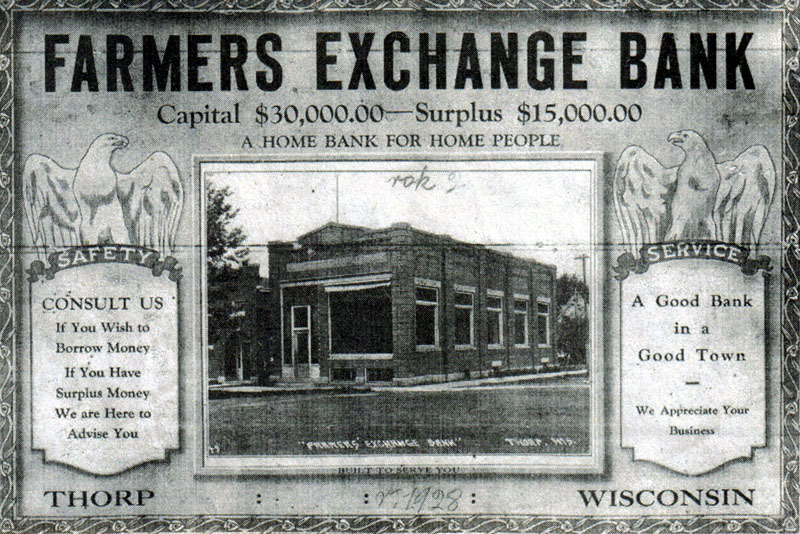 FARMERS EXCHANGE BANK
Capital $30,000.00—Surplus $15,000.00
A HOME BANK FOR HOME PEOPLE
rok :
SAFETY
CONSULT US
If You Wish to
Borrow Money
If You Have
Surplus Money
We are Here to
Advise You
"FARMERS EXCHANGE BANK" THORP, WIS.
BUILT TO SERVE YOU
SERVICE
A Good Bank
in a
Good Town
We Appreciate Your
Business
THORP : : r. 1928 : WISCONSIN